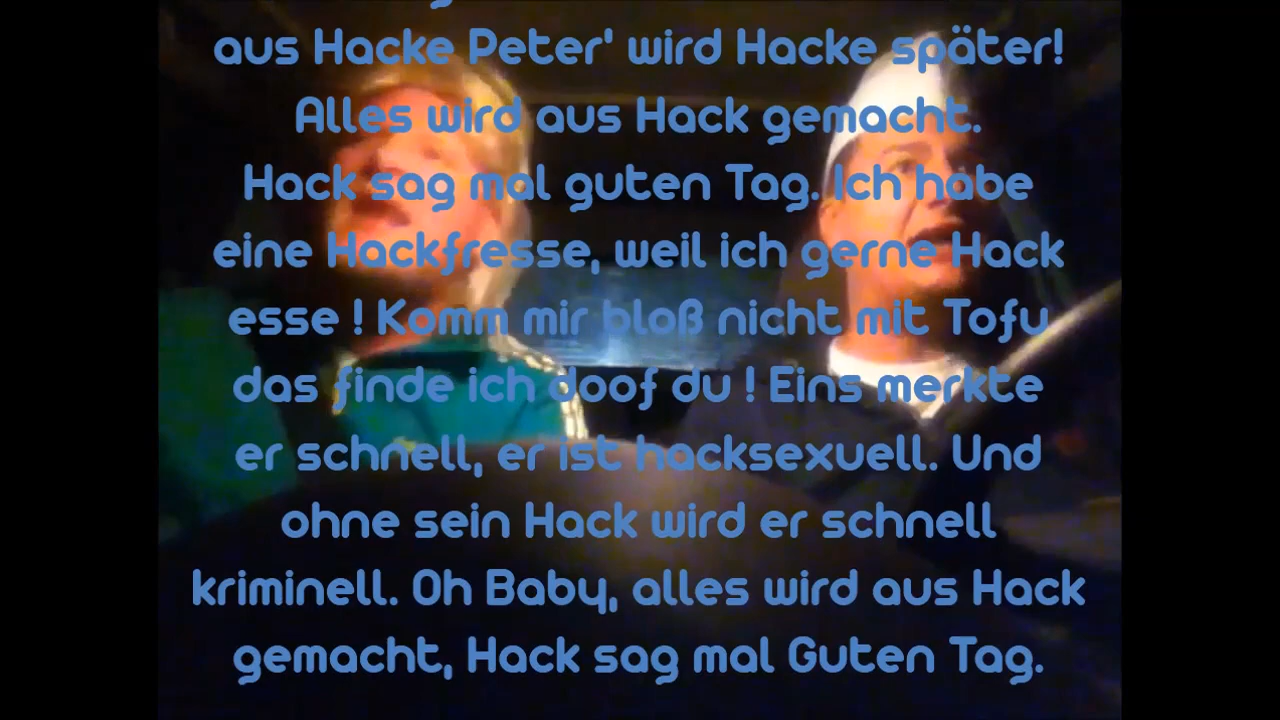 aus Hacke Peter' wird Hacke später!
Alles wird aus Hack gemacht.
Hack sag mal guten Tag. Ich habe
eine Hackfresse, weil ich gerne Hack
esse ! Komm mir bloß nicht mit Tofu
das finde ich doof du ! Eins merkte
er schnell, er ist hacksexuell. Und
ohne sein Hack wird er schnell
kriminell. Oh Baby, alles wird aus Hack
gemacht, Hack sag mal Guten Tag.